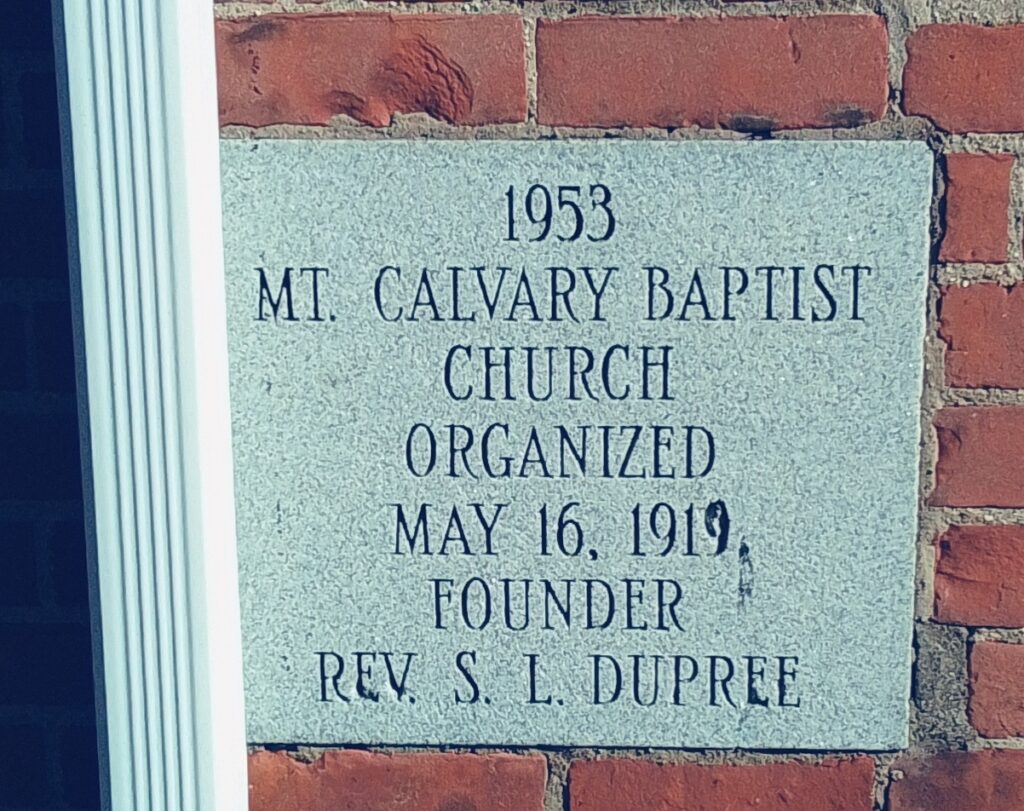 1953
MT. CALVARY BAPTIST
CHURCH
ORGANIZED
MAY 16, 1919
FOUNDER
REV. S. L. DUPREE